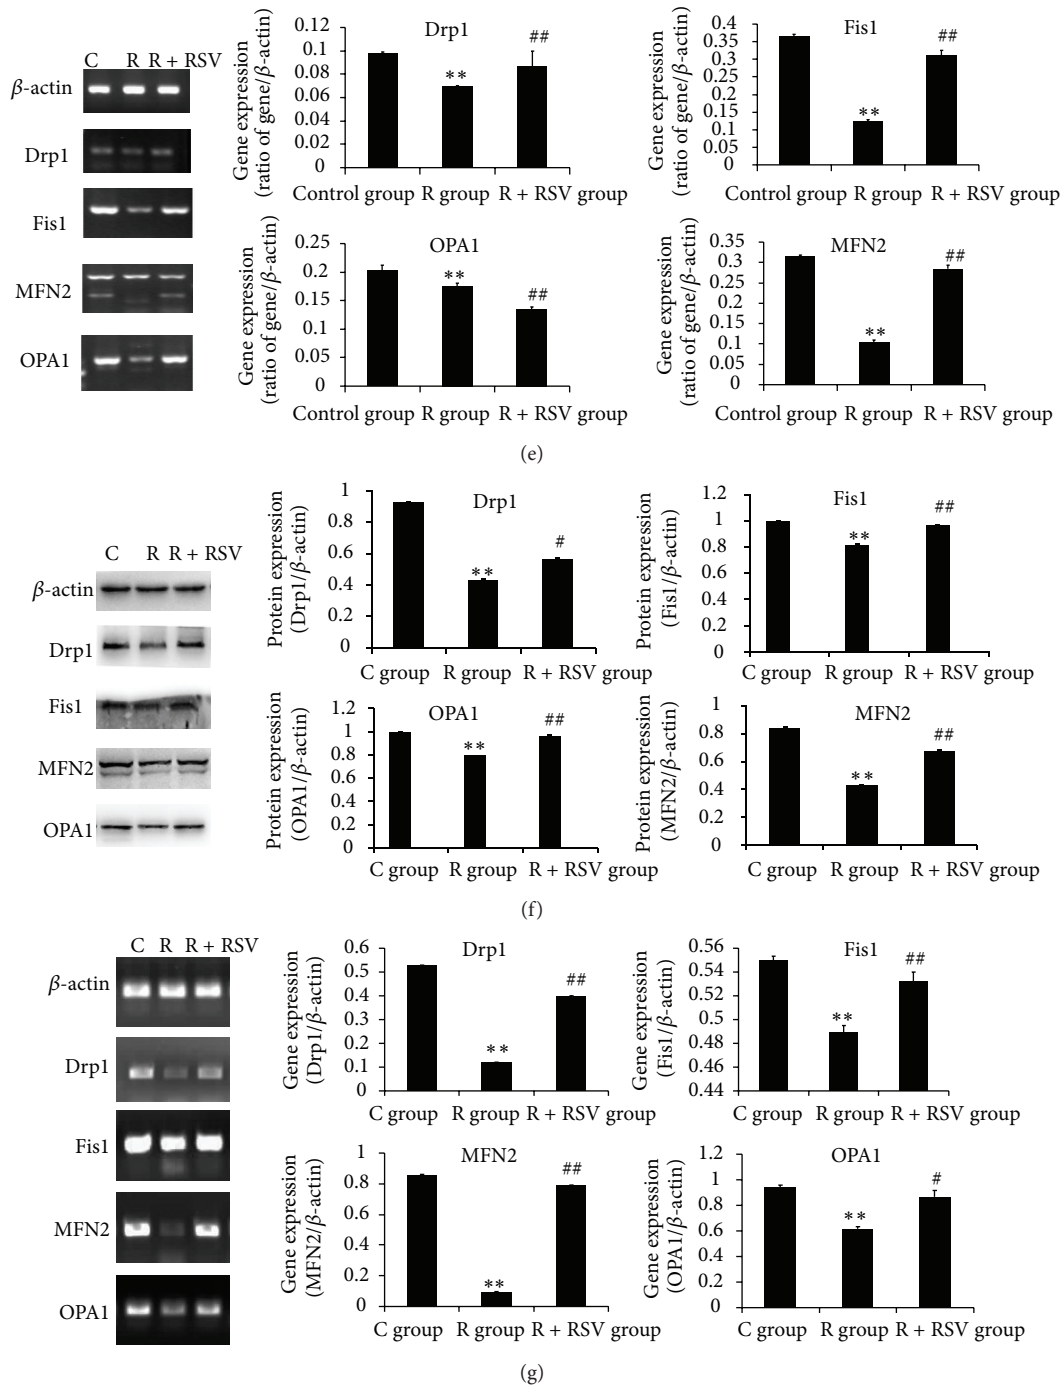 C R R + RSV
β-actin
Drp1
Fis1
MFN2
OPA1
Drp1
Gene expression
(ratio of gene/β-actin)
0.12
0.1
0.08
0.06
0.04
0.02
0
**
##
Control group R group R + RSV group
Fis1
Gene expression
(ratio of gene/β-actin)
0.4
0.35
0.3
0.25
0.2
0.15
0.1
0.05
0
**
##
Control group R group R + RSV group
OPA1
Gene expression
(ratio of gene/β-actin)
0.25
0.2
0.15
0.1
0.05
0
**
##
Control group R group R + RSV group
MFN2
Gene expression
(ratio of gene/β-actin)
0.35
0.3
0.25
0.2
0.15
0.1
0.05
0
**
##
Control group R group R + RSV group
(e)
C R R + RSV
β-actin
Drp1
Fis1
MFN2
OPA1
Drp1
Protein expression
(Drp1/β-actin)
1
0.8
0.6
0.4
0.2
0
**
#
C group R group R + RSV group
Fis1
Protein expression
(Fis1/β-actin)
1.2
1
0.8
0.6
0.4
0.2
0
**
##
C group R group R + RSV group
OPA1
Protein expression
(OPA1/β-actin)
1.2
1
0.8
0.6
0.4
0.2
0
**
##
C group R group R + RSV group
MFN2
Protein expression
(MFN2/β-actin)
1
0.8
0.6
0.4
0.2
0
**
##
C group R group R + RSV group
(f)
C R R + RSV
β-actin
Drp1
Fis1
MFN2
OPA1
Drp1
Gene expression
(Drp1/β-actin)
0.6
0.5
0.4
0.3
0.2
0.1
0
**
##
C group R group R + RSV group
Fis1
Gene expression
(Fis1/β-actin)
0.56
0.54
0.52
0.5
0.48
0.46
0.44
**
##
C group R group R + RSV group
MFN2
Gene expression
(MFN2/β-actin)
1
0.8
0.6
0.4
0.2
0
**
##
C group R group R + RSV group
OPA1
Gene expression
(OPA1/β-actin)
1.2
1
0.8
0.6
0.4
0.2
0
**
#
C group R group R + RSV group
(g)